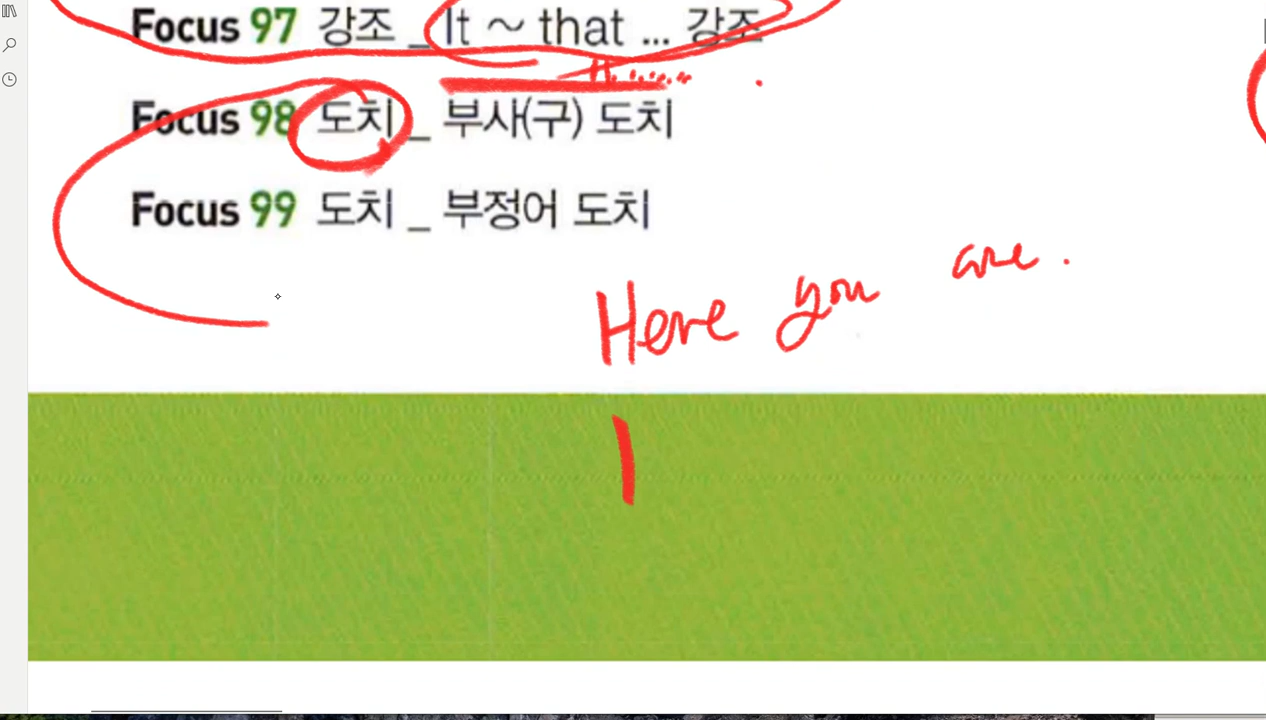 Focus 97 강조 _ It ~ that ... 강조
Focus 98 도치 _ 부사(구) 도치
Focus 99 도치 _ 부정어 도치
Here you are.